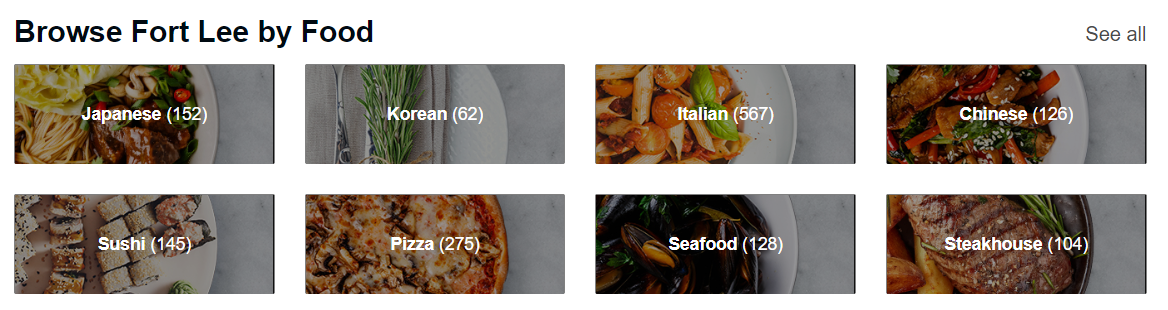 Browse Fort Lee by Food
See all
Japanese (152)
Korean (62)
Italian (567)
Chinese (126)
Sushi (145)
Pizza (275)
Seafood (128)
Steakhouse (104)